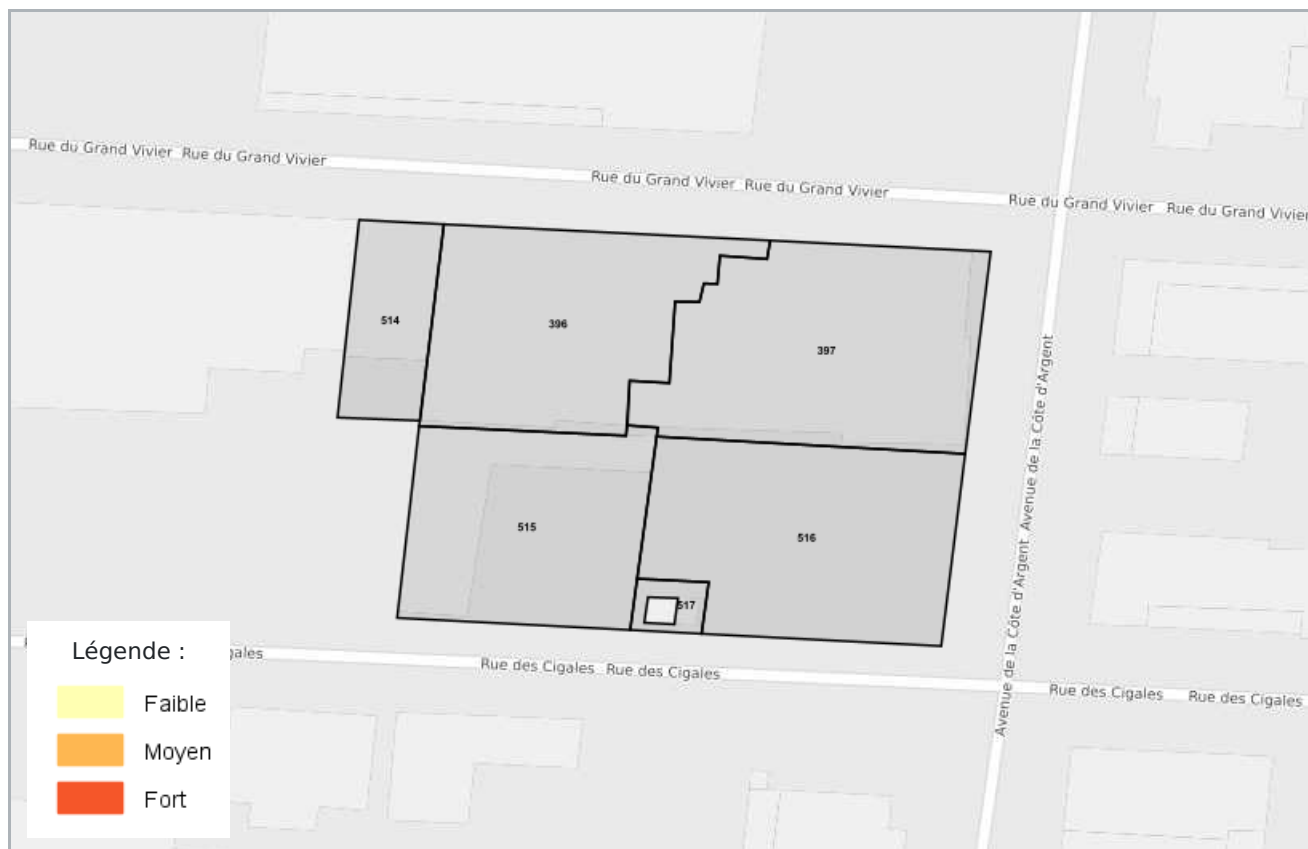 Rue du Grand Vivier Rue du Grand Vivier
Rue du Grand Vivier Rue du Grand Vivier
Rue du Grand Vivier Rue du Grand Vivier
514
396
397
Avenue de la Côte d'Argent Avenue de la Côte d'Argent
515
516
517
Légende :
Faible
Moyen
Fort
Rue des Cigales Rue des Cigales
Rue des Cigales Rue des Cigales